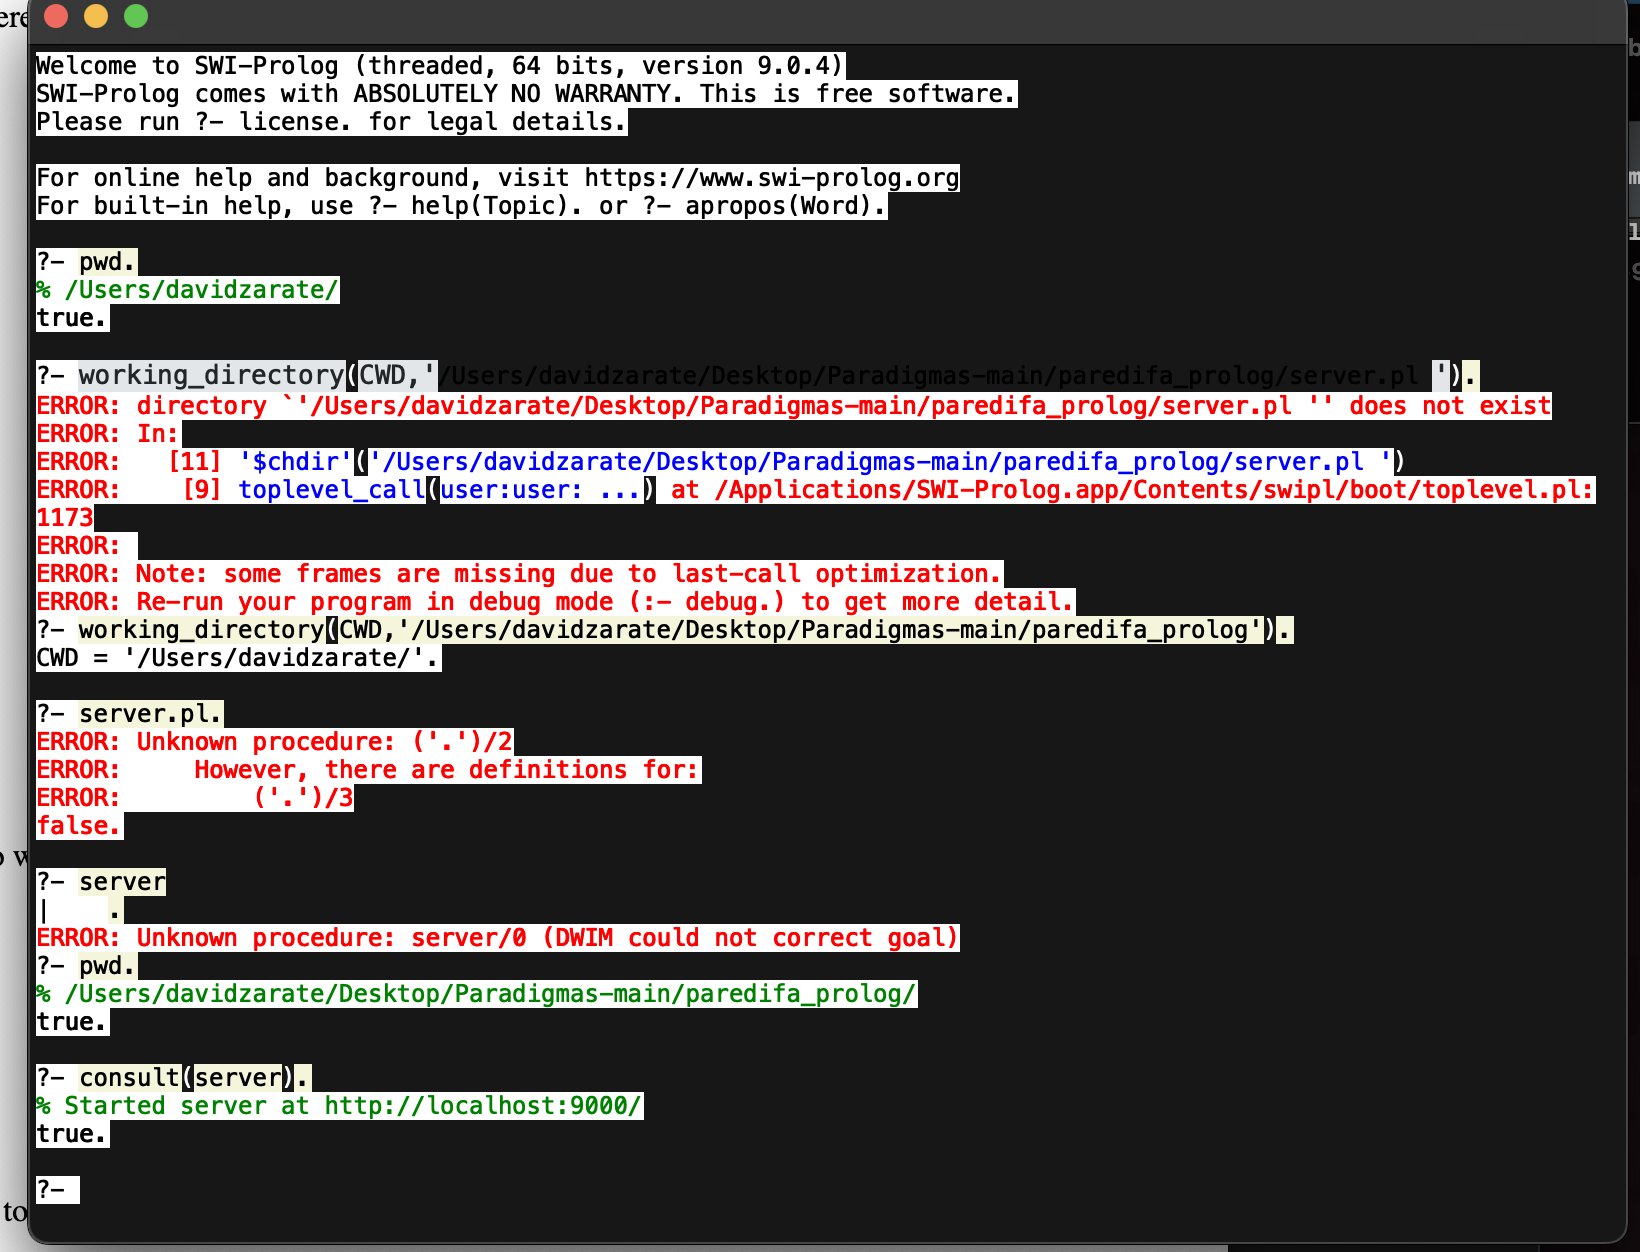 Welcome to SWI-Prolog (threaded, 64 bits, version 9.0.4)
SWI-Prolog comes with ABSOLUTELY NO WARRANTY. This is free software.
Please run ?- license. for legal details.
For online help and background, visit https://www.swi-prolog.org
For built-in help, use ?- help(Topic). or ?- apropos(Word).
?- pwd.
% /Users/davidzarate/
true.
?- working_directory(CWD,'/Users/davidzarate/Desktop/Paradigmas-main/paredifa_prolog/server.pl ').
ERROR: directory `'/Users/davidzarate/Desktop/Paradigmas-main/paredifa_prolog/server.pl '' does not exist
ERROR: In:
ERROR:   [11] '$chdir'('/Users/davidzarate/Desktop/Paradigmas-main/paredifa_prolog/server.pl ')
ERROR:    [9] toplevel_call(user:user: ...) at /Applications/SWI-Prolog.app/Contents/swipl/boot/toplevel.pl:
1173
ERROR:
ERROR: Note: some frames are missing due to last-call optimization.
ERROR: Re-run your program in debug mode (:- debug.) to get more detail.
?- working_directory(CWD,'/Users/davidzarate/Desktop/Paradigmas-main/paredifa_prolog').
CWD = '/Users/davidzarate/'.
?- server.pl.
ERROR: Unknown procedure: ('.')/2
ERROR:     However, there are definitions for:
ERROR:         ('.')/3
false.
?- server
|    .
ERROR: Unknown procedure: server/0 (DWIM could not correct goal)
?- pwd.
% /Users/davidzarate/Desktop/Paradigmas-main/paredifa_prolog/
true.
?- consult(server).
% Started server at http://localhost:9000/
true.
?-
to